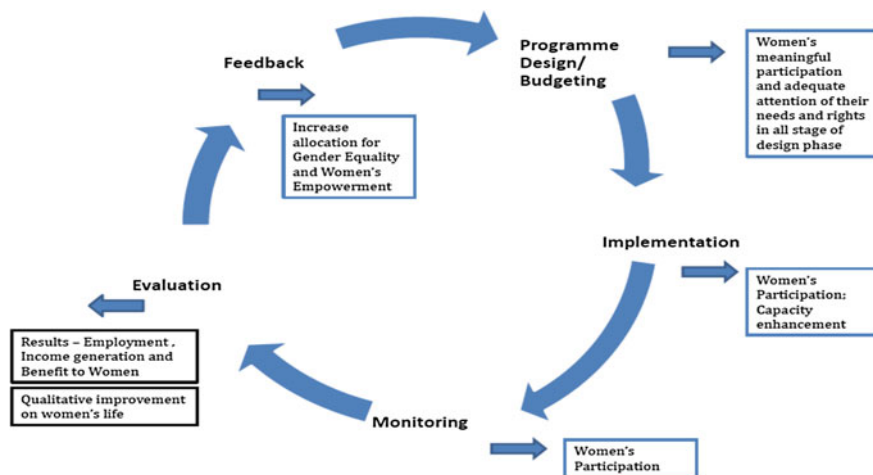 Programme
Design/
Budgeting
Women's
meaningful
participation
and adequate
attention of their
needs and rights
in all stage of
design phase
Feedback
Increase
allocation for
Gender Equality
and Women's
Empowerment
Implementation
Women's
Participation;
Capacity
enhancement
Evaluation
Results – Employment ,
Income generation and
Benefit to Women
Qualitative improvement
on women's life
Monitoring
Women's
Participation